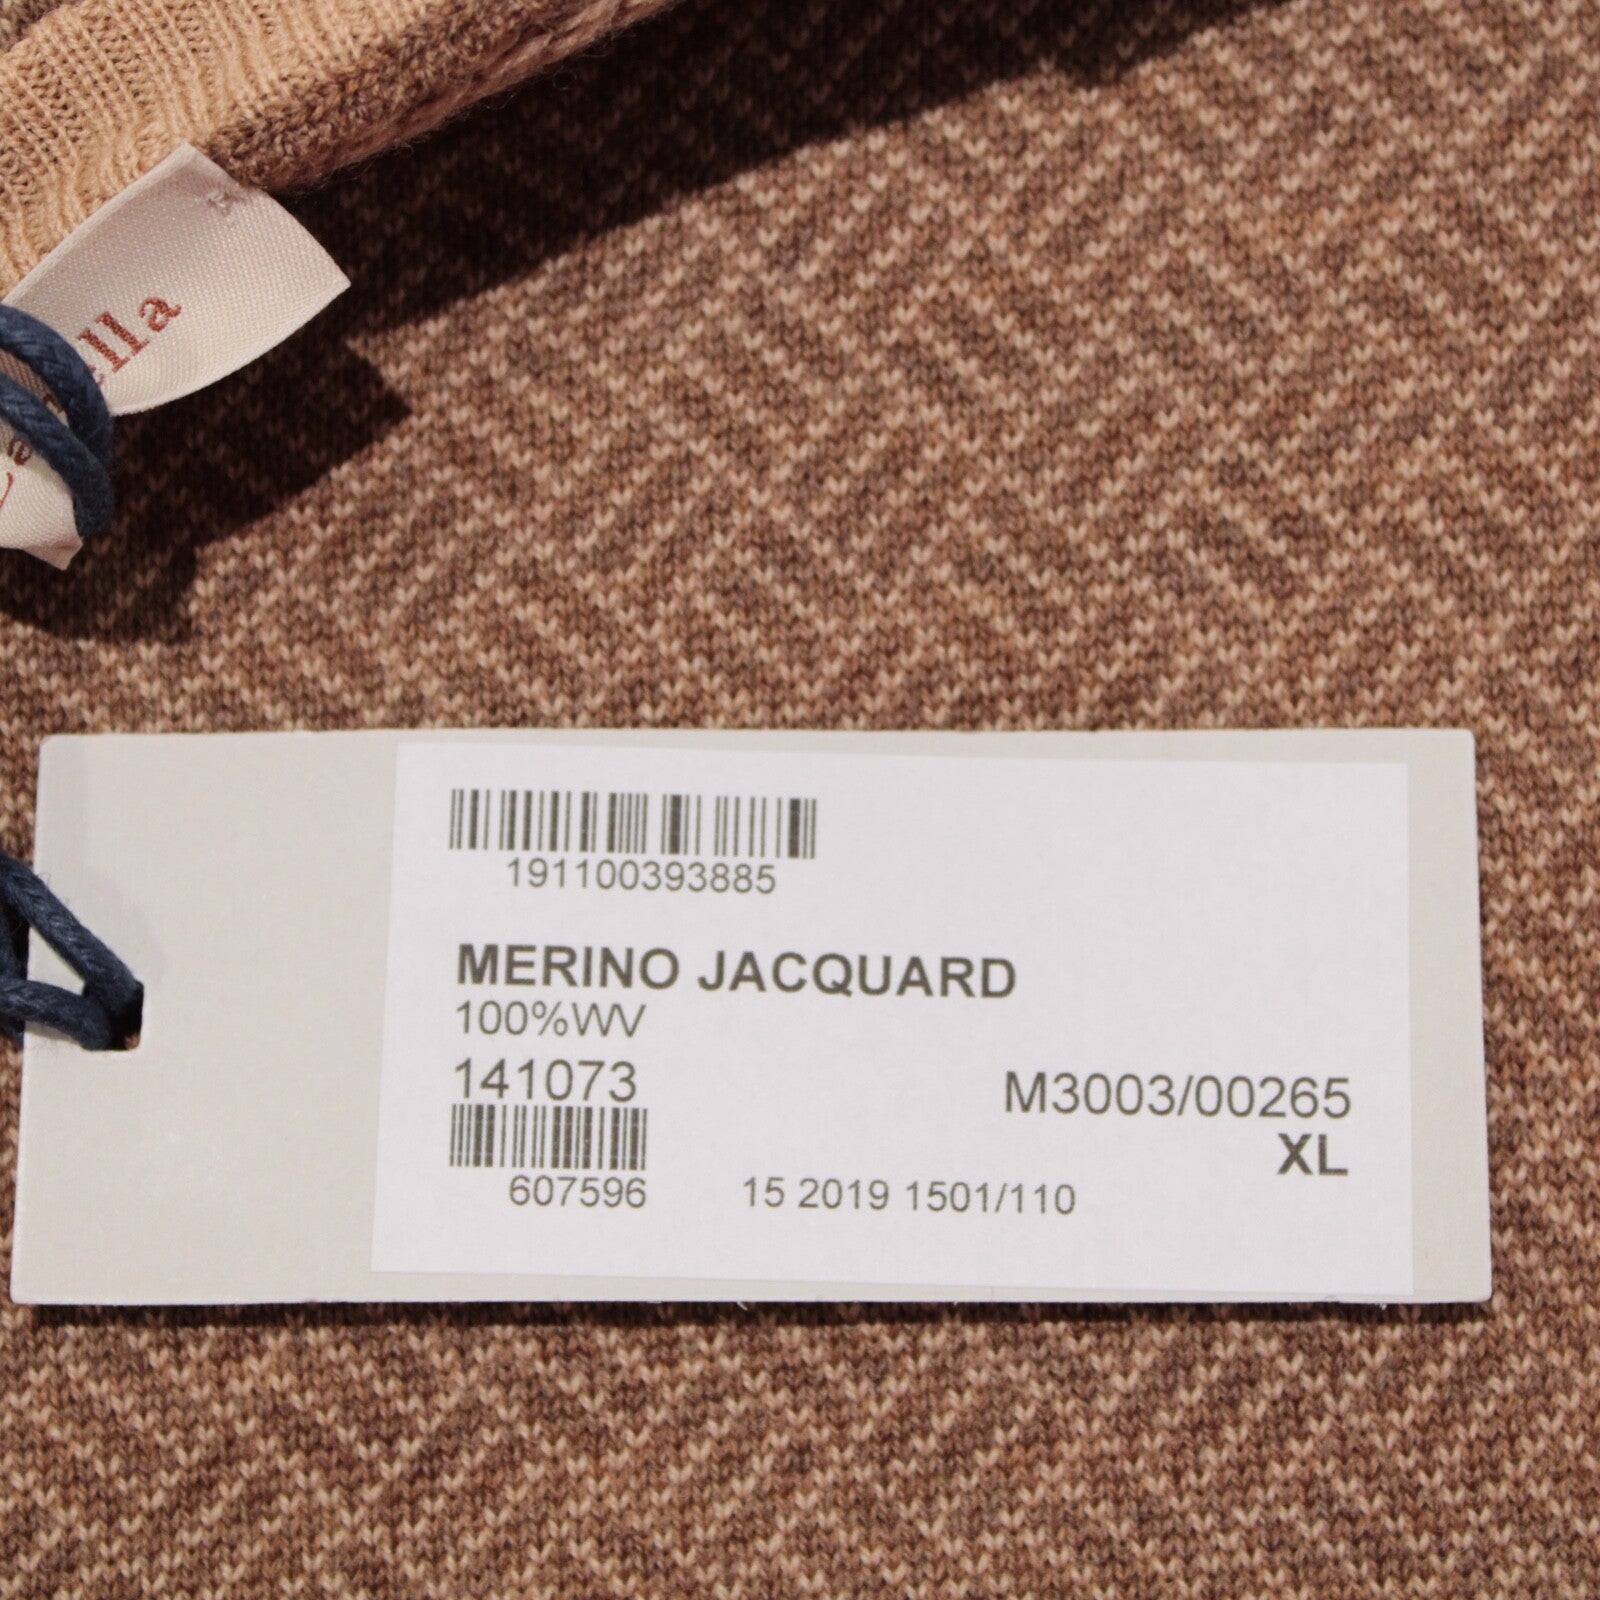 191100393885
MERINO JACQUARD
100%WV
141073
M3003/00265
XL
607596
15 2019 1501/110